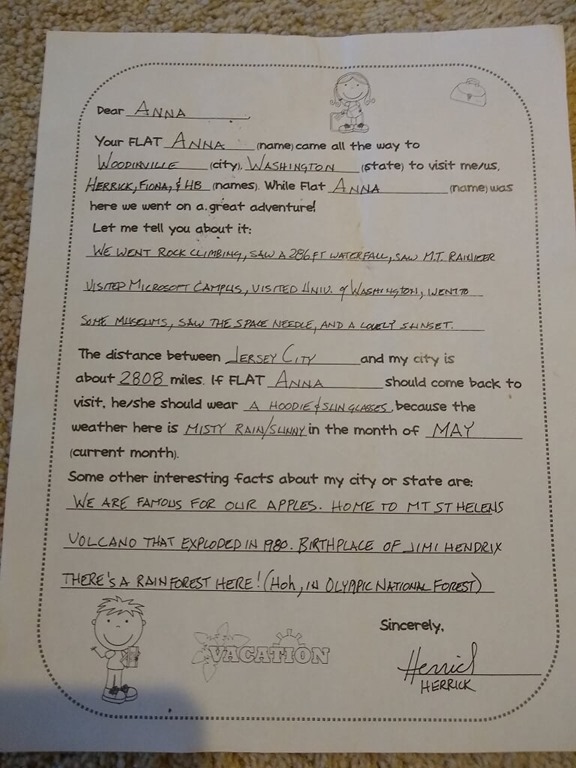 Dear ANNA
Your FLAT ANNA (name) came all the way to
WOODINVILLE (city), WASHINGTON (state) to visit me/us,
HERRICK, FIONA, & HB (names). While Flat ANNA (name) was
here we went on a great adventure!
Let me tell you about it:
WE WENT ROCK CLIMBING, SAW A 286 FT WATERFALL, SAW M.T. RAINIEER
VISITED MICROSOFT CAMPUS, VISITED UNIV. of WASHINGTON, WENT TO
SOME MUSEUMS, SAW THE SPACE NEEDLE, AND A LOVELY SUNSET.
The distance between JERSEY CITY and my city is
about 2808 miles. If FLAT ANNA should come back to
visit, he/she should wear A HOODIE & SUNGLASSES, because the
weather here is MISTY RAIN/SUNNY in the month of MAY
(current month).
Some other interesting facts about my city or state are:
WE ARE FAMOUS FOR OUR APPLES. HOME TO MT ST HELENS
VOLCANO THAT EXPLODED IN 1980. BIRTHPLACE OF JIMI HENDRIX
THERE'S A RAINFOREST HERE! (Hoh, IN OLYMPIC NATIONAL FOREST)
Sincerely,
VACATION
Herrick
HERRICK